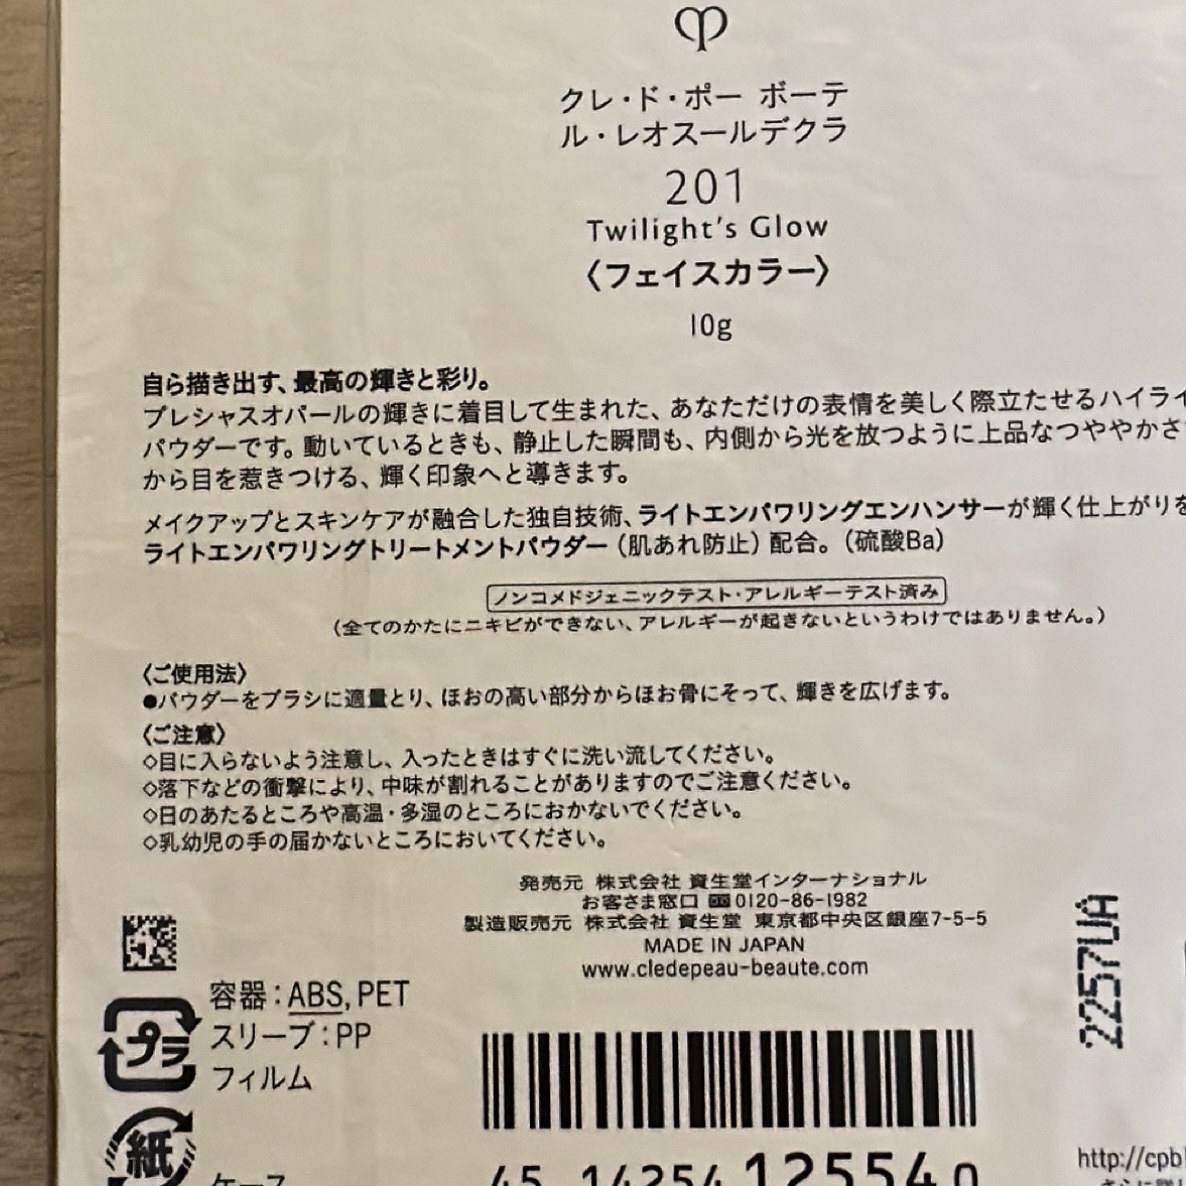 クレ・ド・ポー ボーテ
ル・レオスールデクラ
201
Twilight's Glow
〈フェイスカラー〉
10g
自ら描き出す、最高の輝きと彩り。
プレシャスオパールの輝きに着目して生まれた、あなただけの表情を美しく際立たせるハイライ
パウダーです。動いているときも、静止した瞬間も、内側から光を放つように上品なつややかさ
から目を惹きつける、輝く印象へと導きます。
メイクアップとスキンケアが融合した独自技術、ライトエンパワリングエンハンサーが輝く仕上がりを
ライトエンパワリングトリートメントパウダー（肌あれ防止）配合。（硫酸Ba）
ノンコメドジェニックテスト・アレルギーテスト済み
（全てのかたにニキビができない、アレルギーが起きないというわけではありません。）
〈ご使用法〉
●パウダーをブラシに適量とり、ほおの高い部分からほお骨にそって、輝きを広げます。
〈ご注意〉
◇目に入らないよう注意し、入ったときはすぐに洗い流してください。
◇落下などの衝撃により、中味が割れることがありますのでご注意ください。
◇日のあたるところや高温・多湿のところにおかないでください。
◇乳幼児の手の届かないところにおいてください。
発売元 株式会社 資生堂インターナショナル
お客さま窓口 0120-86-1982
製造販売元 株式会社 資生堂 東京都中央区銀座7-5-5
MADE IN JAPAN
www.cledepeau-beaute.com
2257UA
容器：ABS, PET
プラ
スリーブ：PP
フィルム
紙
ケース
45 14254 12554 0
http://cpb